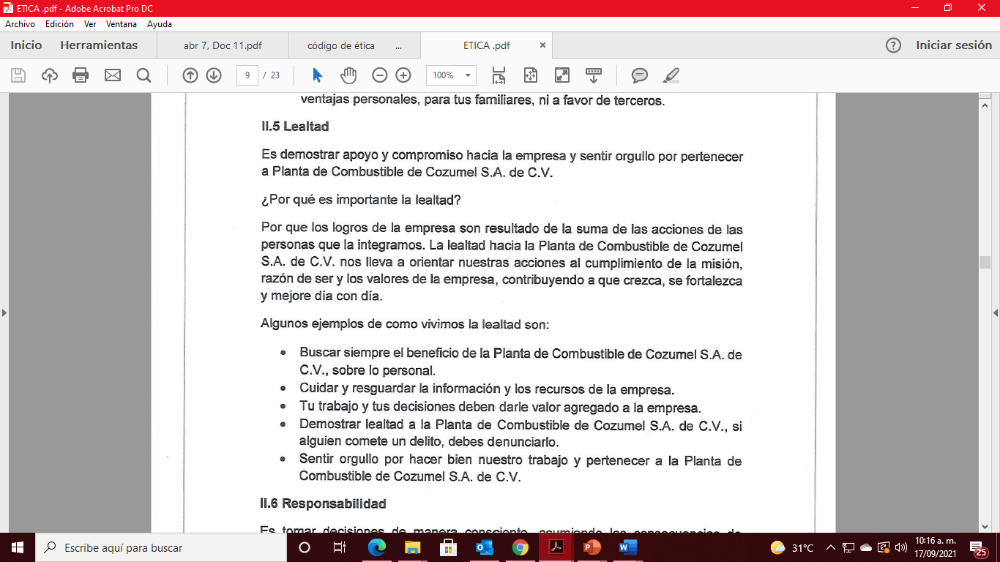 ETICA .pdf - Adobe Acrobat Pro DC
Archivo Edición Ver Ventana Ayuda
Inicio Herramientas abr 7, Doc 11.pdf código de ética ... ETICA .pdf × ? Iniciar sesión
9 / 23 100%
ventajas personales, para tus familiares, ni a favor de terceros.
II.5 Lealtad
Es demostrar apoyo y compromiso hacia la empresa y sentir orgullo por pertenecer
a Planta de Combustible de Cozumel S.A. de C.V.
¿Por qué es importante la lealtad?
Por que los logros de la empresa son resultado de la suma de las acciones de las
personas que la integramos. La lealtad hacia la Planta de Combustible de Cozumel
S.A. de C.V. nos lleva a orientar nuestras acciones al cumplimiento de la misión,
razón de ser y los valores de la empresa, contribuyendo a que crezca, se fortalezca
y mejore día con día.
Algunos ejemplos de como vivimos la lealtad son:
• Buscar siempre el beneficio de la Planta de Combustible de Cozumel S.A. de
C.V., sobre lo personal.
• Cuidar y resguardar la información y los recursos de la empresa.
• Tu trabajo y tus decisiones deben darle valor agregado a la empresa.
• Demostrar lealtad a la Planta de Combustible de Cozumel S.A. de C.V., si
alguien comete un delito, debes denunciarlo.
• Sentir orgullo por hacer bien nuestro trabajo y pertenecer a la Planta de
Combustible de Cozumel S.A. de C.V.
II.6 Responsabilidad
Es tomar decisiones de manera consciente, asumiendo las consecuencias de
Escribe aquí para buscar 31°C 10:16 a. m.
17/09/2021 25